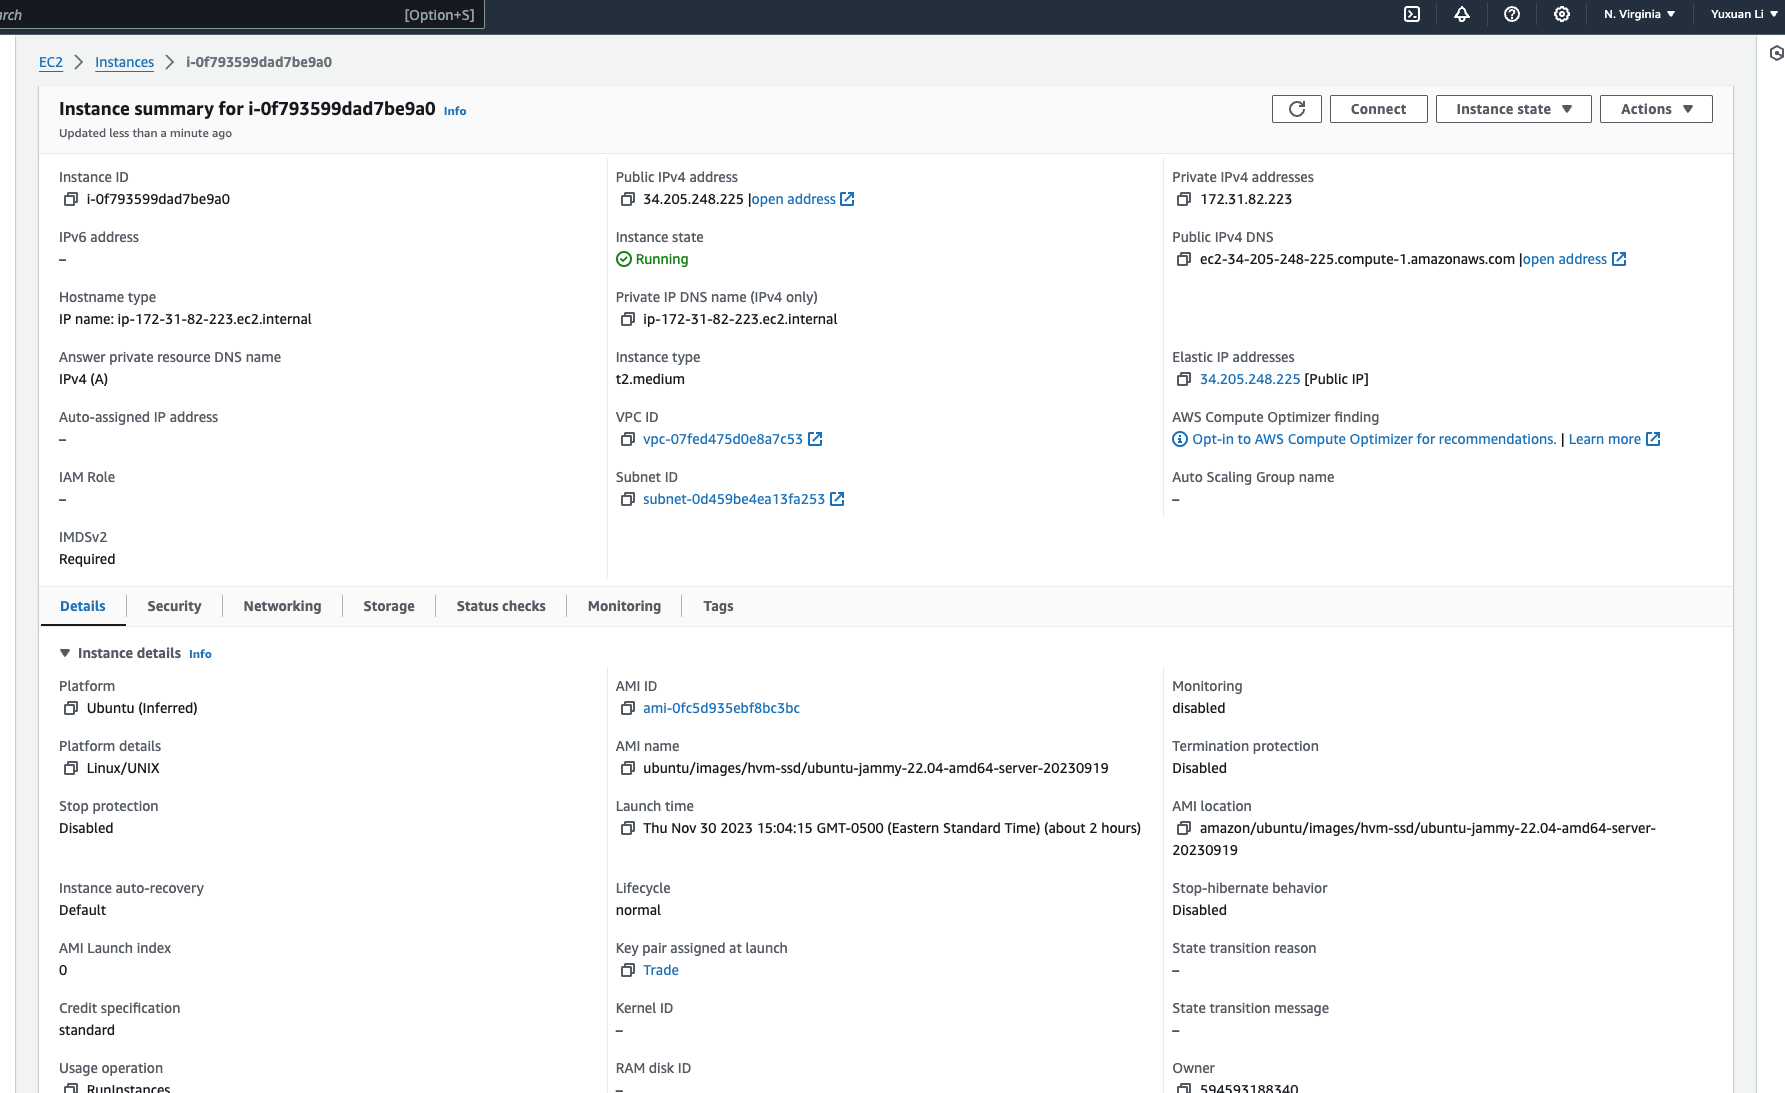 [Option+S]
N. Virginia
Yuxuan Li
EC2
Instances
i-0f793599dad7be9a0
Instance summary for i-0f793599dad7be9a0 Info
Updated less than a minute ago
Connect
Instance state
Actions
Instance ID
i-0f793599dad7be9a0
Public IPv4 address
34.205.248.225 |open address
Private IPv4 addresses
172.31.82.223
IPv6 address
–
Instance state
Running
Public IPv4 DNS
ec2-34-205-248-225.compute-1.amazonaws.com |open address
Hostname type
IP name: ip-172-31-82-223.ec2.internal
Private IP DNS name (IPv4 only)
ip-172-31-82-223.ec2.internal
Answer private resource DNS name
IPv4 (A)
Instance type
t2.medium
Elastic IP addresses
34.205.248.225 [Public IP]
Auto-assigned IP address
–
VPC ID
vpc-07fed475d0e8a7c53
AWS Compute Optimizer finding
Opt-in to AWS Compute Optimizer for recommendations. | Learn more
IAM Role
–
Subnet ID
subnet-0d459be4ea13fa253
Auto Scaling Group name
–
IMDSv2
Required
Details
Security
Networking
Storage
Status checks
Monitoring
Tags
Instance details Info
Platform
Ubuntu (Inferred)
AMI ID
ami-0fc5d935ebf8bc3bc
Monitoring
disabled
Platform details
Linux/UNIX
AMI name
ubuntu/images/hvm-ssd/ubuntu-jammy-22.04-amd64-server-20230919
Termination protection
Disabled
Stop protection
Disabled
Launch time
Thu Nov 30 2023 15:04:15 GMT-0500 (Eastern Standard Time) (about 2 hours)
AMI location
amazon/ubuntu/images/hvm-ssd/ubuntu-jammy-22.04-amd64-server-
20230919
Instance auto-recovery
Default
Lifecycle
normal
Stop-hibernate behavior
Disabled
AMI Launch index
0
Key pair assigned at launch
Trade
State transition reason
–
Credit specification
standard
Kernel ID
–
State transition message
–
Usage operation
RunInstances
RAM disk ID
–
Owner
594593188340